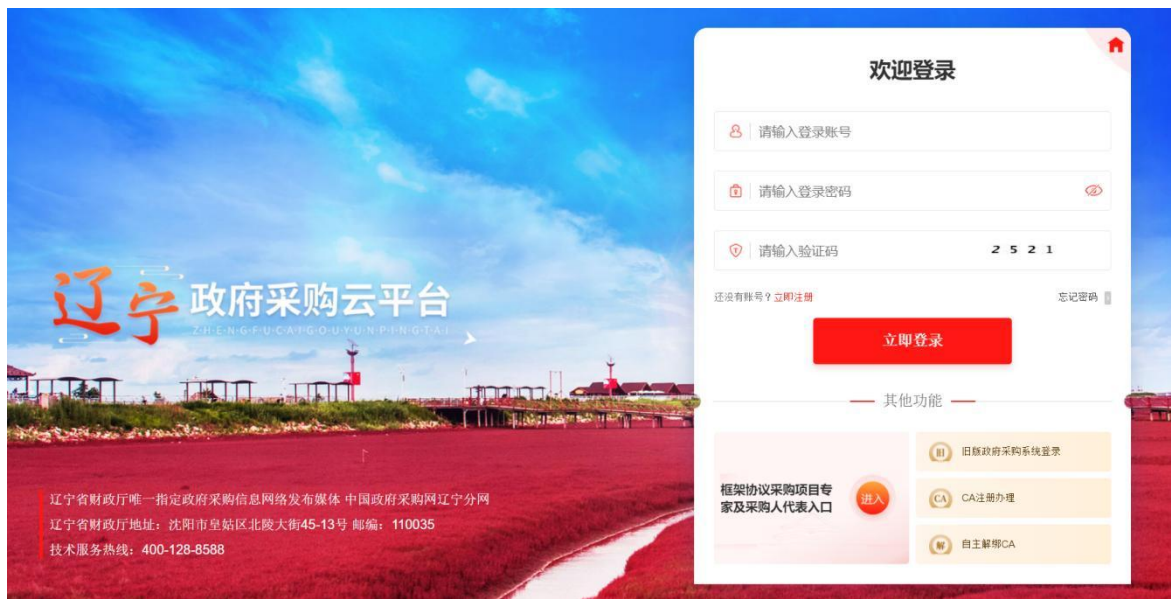 欢迎登录
请输入登录账号
请输入登录密码
请输入验证码
2 5 2 1
还没有账号？立即注册
忘记密码
立即登录
其他功能
框架协议采购项目专
家及采购人代表入口
进入
旧
旧版政府采购系统登录
CA
CA注册办理
解
自主解绑CA
辽宁 政府采购云平台
ZHENGFUCAIGOUYUNPINGTAI
辽宁省财政厅唯一指定政府采购信息网络发布媒体 中国政府采购网辽宁分网
辽宁省财政厅地址：沈阳市皇姑区北陵大街45-13号 邮编：110035
技术服务热线：400-128-8588